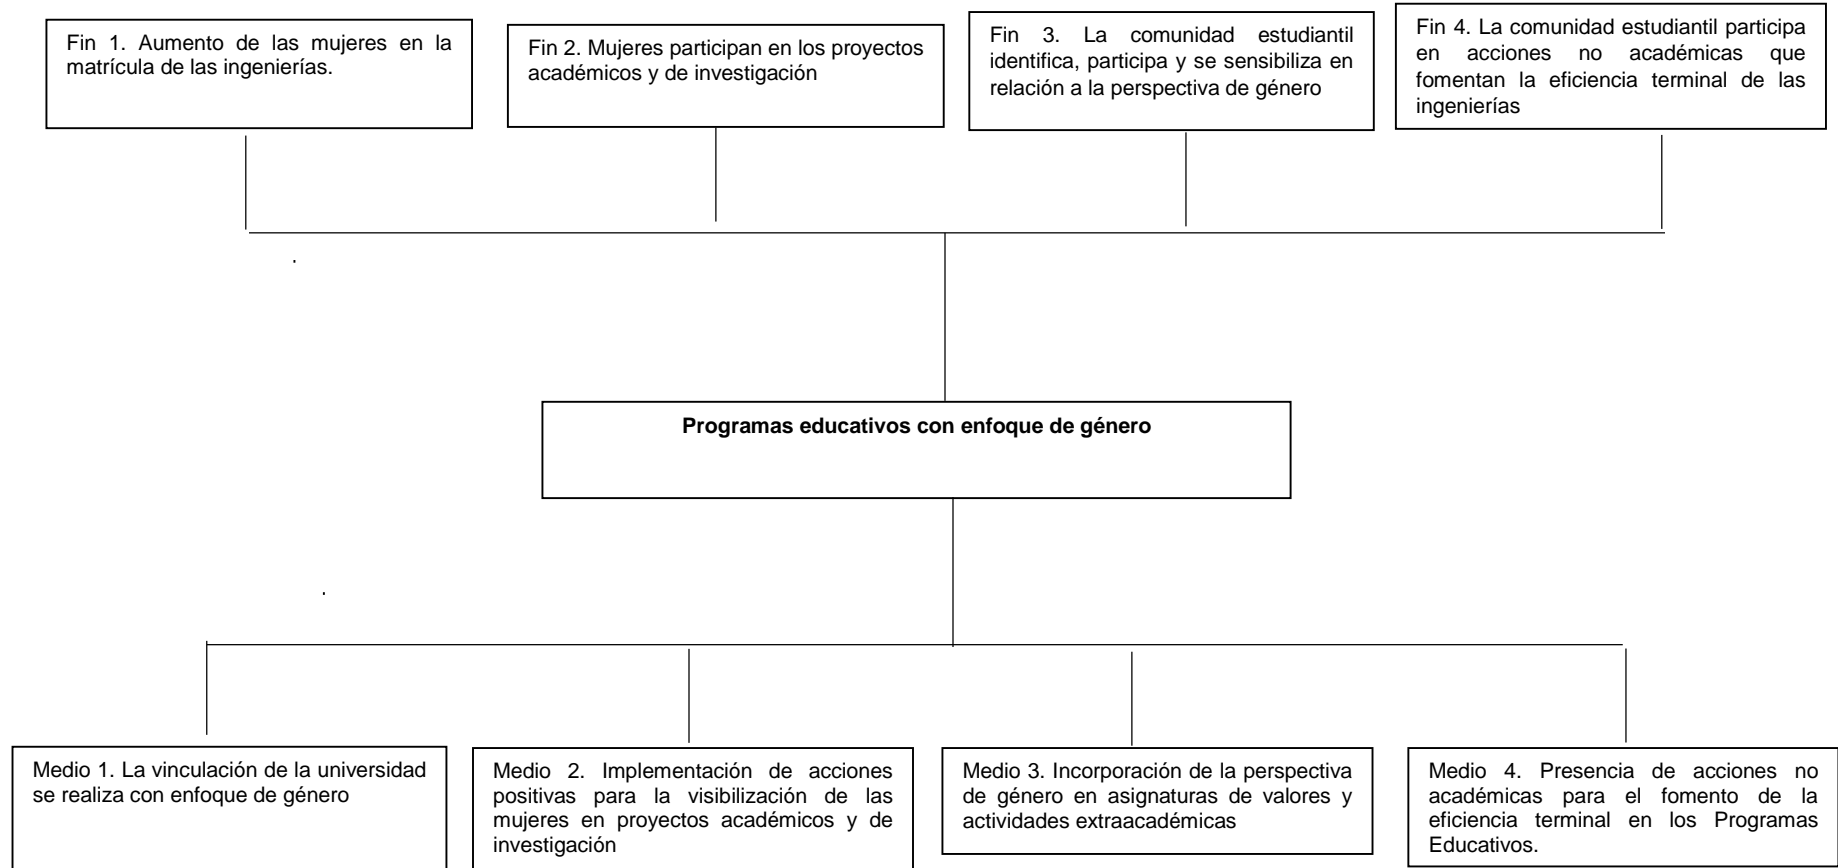 Fin 1. Aumento de las mujeres en la
matrícula de las ingenierías.
Fin 2. Mujeres participan en los proyectos
académicos y de investigación
Fin 3. La comunidad estudiantil
identifica, participa y se sensibiliza en
relación a la perspectiva de género
Fin 4. La comunidad estudiantil participa
en acciones no académicas que
fomentan la eficiencia terminal de las
ingenierías
Programas educativos con enfoque de género
Medio 1. La vinculación de la universidad
se realiza con enfoque de género
Medio 2. Implementación de acciones
positivas para la visibilización de las
mujeres en proyectos académicos y de
investigación
Medio 3. Incorporación de la perspectiva
de género en asignaturas de valores y
actividades extraacadémicas
Medio 4. Presencia de acciones no
académicas para el fomento de la
eficiencia terminal en los Programas
Educativos.